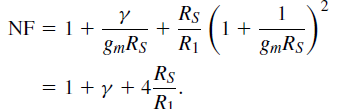 NF = 1 + γ/(g_m R_S) + R_S/R_1 (1 + 1/(g_m R_S))^2
= 1 + γ + 4 R_S/R_1.